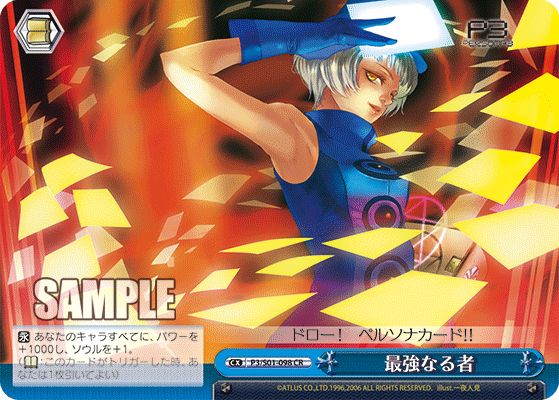 P3
PERSONA3
SAMPLE
ドロー! ペルソナカード!!
永 あなたのキャラすべてに、パワーを
+1000し、ソウルを+1。
(:このカードがトリガーした時、あ
なたは1枚引いてよい)
CX P3/S01-098 CR
最強なる者
©ATLUS CO.,LTD.1996,2006 ALL RIGHTS RESERVED. illust.一夜人見